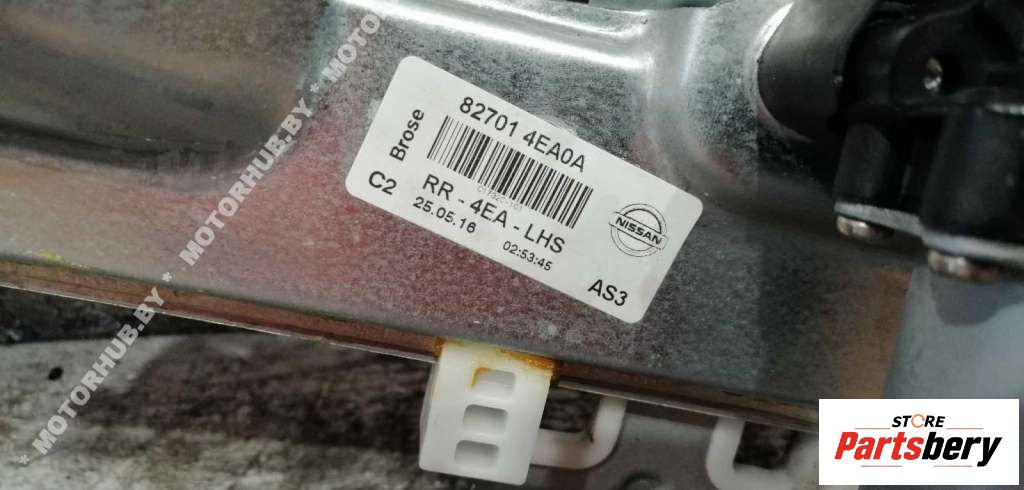 82701 4EA0A
Brose
C2
RR - 4EA - LHS
25.05.16 02:53:45
NISSAN
AS3
* MOTORHUB.BY * MOTORHUB.BY * MOTO
STORE
Partsbery